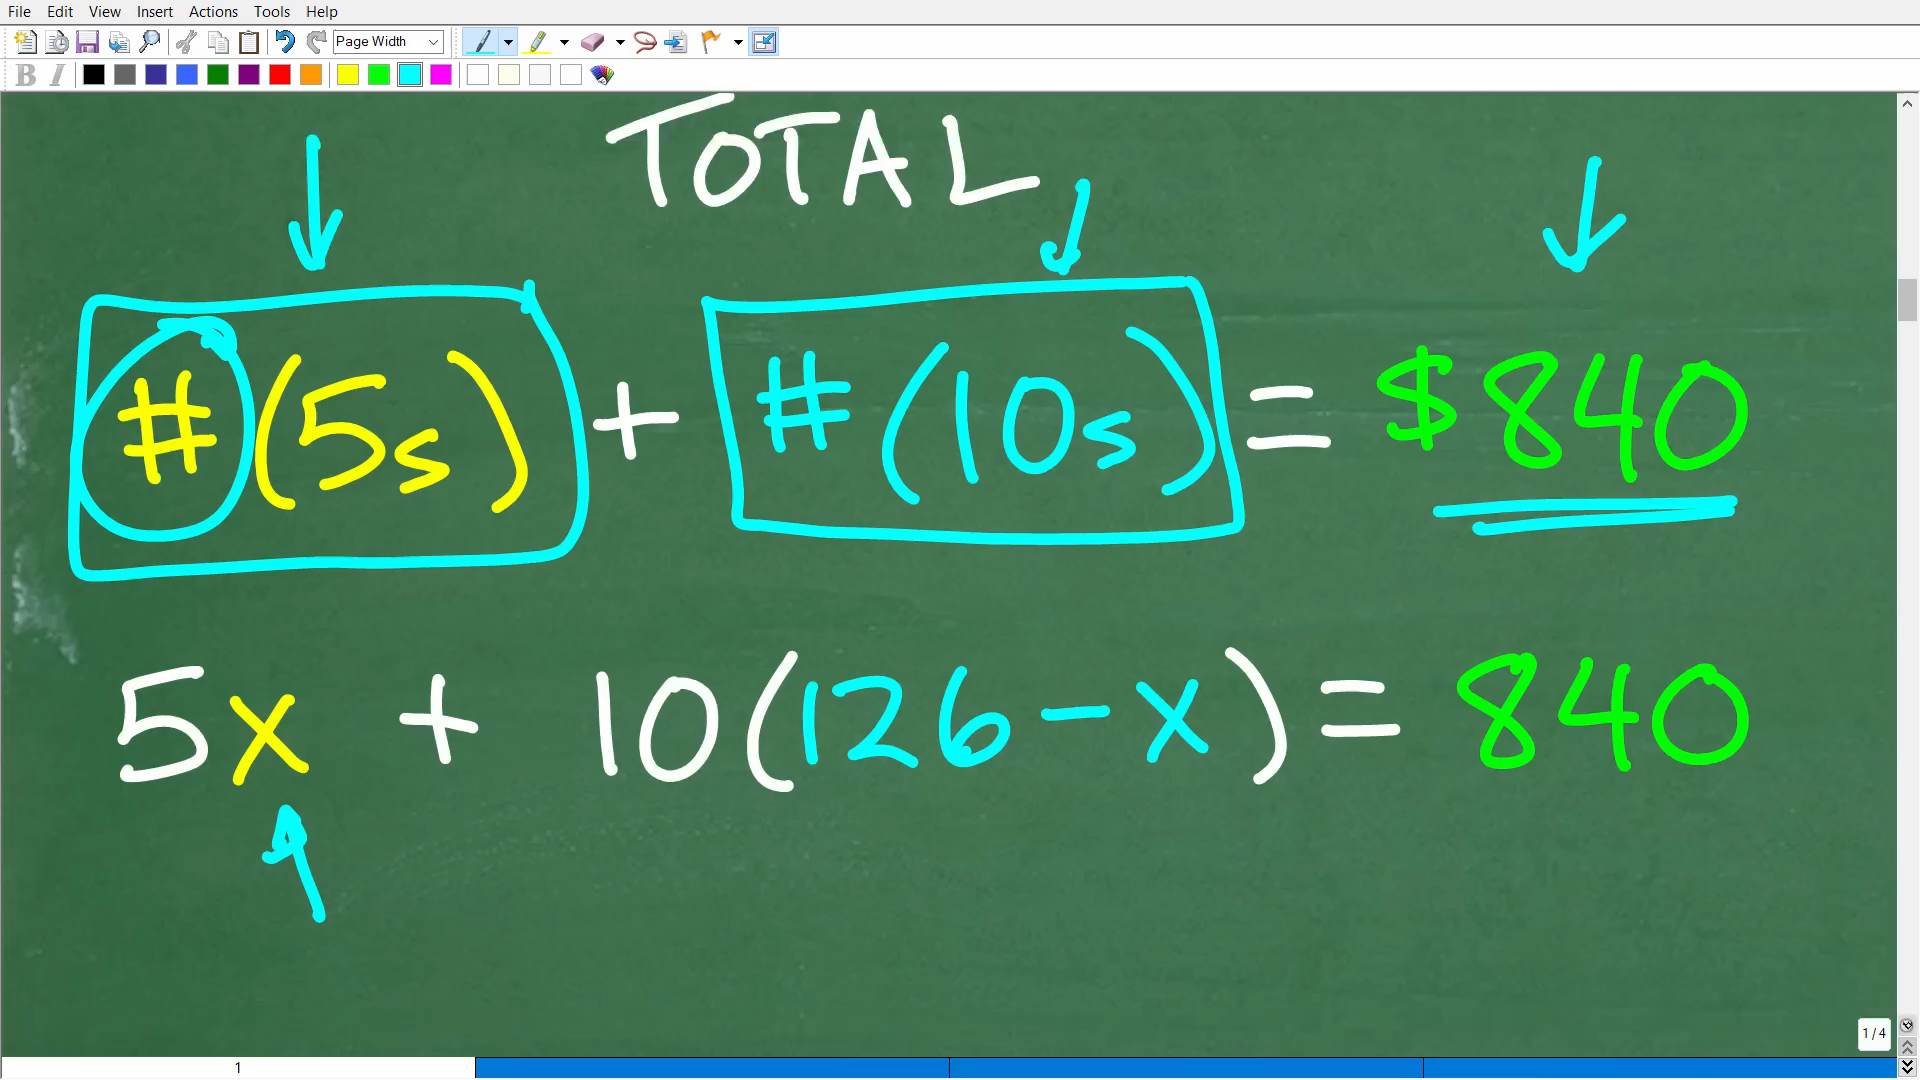 File Edit View Insert Actions Tools Help
Page Width
B I
TOTAL
#(5s) + #(10s) = $840
5x + 10(126-x) = 840
1/4
1